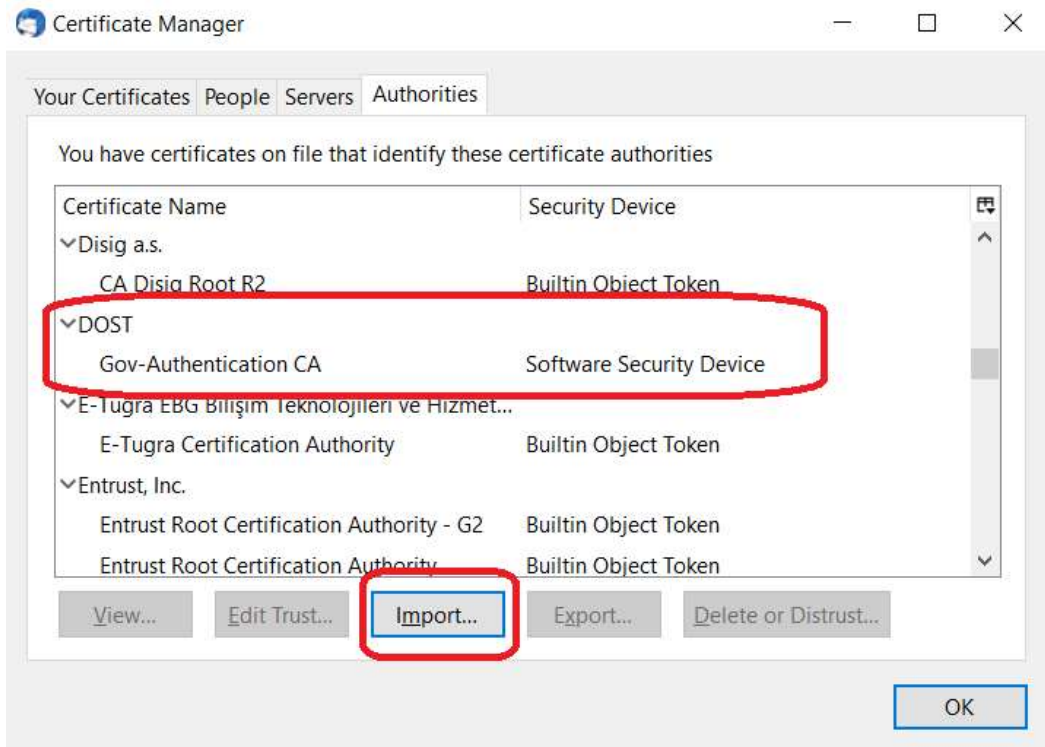 Certificate Manager
Your Certificates People Servers Authorities
You have certificates on file that identify these certificate authorities
Certificate Name Security Device
Disig a.s.
CA Disig Root R2 Builtin Object Token
DOST
Gov-Authentication CA Software Security Device
E-Tugra EBG Bilişim Teknolojileri ve Hizmet...
E-Tugra Certification Authority Builtin Object Token
Entrust, Inc.
Entrust Root Certification Authority - G2 Builtin Object Token
Entrust Root Certification Authority Builtin Object Token
View... Edit Trust... Import... Export... Delete or Distrust...
OK